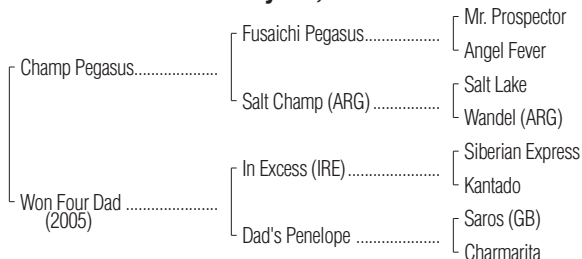 Mr. Prospector
Fusaichi Pegasus..................
Angel Fever
Champ Pegasus....................
Salt Lake
Salt Champ (ARG) ................
Wandel (ARG)
Siberian Express
In Excess (IRE) ......................
Kantado
Won Four Dad ......................
(2005)
Saros (GB)
Dad's Penelope ....................
Charmarita